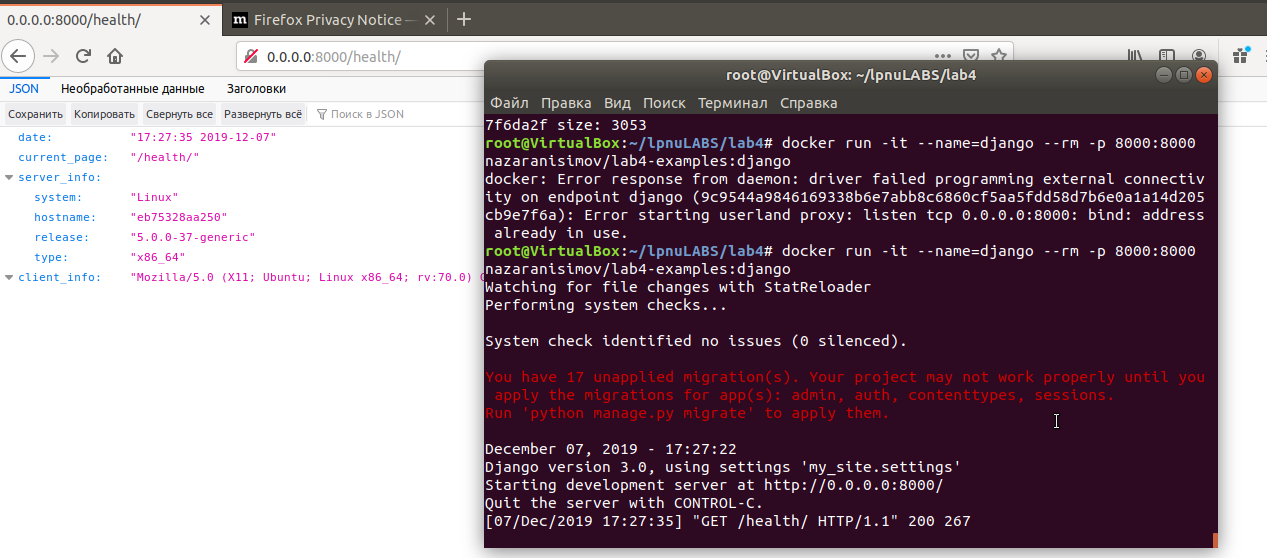 0.0.0.0:8000/health/
Firefox Privacy Notice —
0.0.0.0:8000/health/
JSON Необработанные данные Заголовки
Сохранить Копировать Свернуть все Развернуть всё Поиск в JSON
date: "17:27:35 2019-12-07"
current_page: "/health/"
server_info:
system: "Linux"
hostname: "eb75328aa250"
release: "5.0.0-37-generic"
type: "x86_64"
client_info: "Mozilla/5.0 (X11; Ubuntu; Linux x86_64; rv:70.0)
root@VirtualBox: ~/lpnuLABS/lab4
Файл Правка Вид Поиск Терминал Справка
7f6da2f size: 3053
root@VirtualBox:~/lpnuLABS/lab4# docker run -it --name=django --rm -p 8000:8000
nazaranisimov/lab4-examples:django
docker: Error response from daemon: driver failed programming external connectiv
ity on endpoint django (9c9544a9846169338b6e7abb8c6860cf5aa5fdd58d7b6e0a1a14d205
cb9e7f6a): Error starting userland proxy: listen tcp 0.0.0.0:8000: bind: address
already in use.
root@VirtualBox:~/lpnuLABS/lab4# docker run -it --name=django --rm -p 8000:8000
nazaranisimov/lab4-examples:django
Watching for file changes with StatReloader
Performing system checks...
System check identified no issues (0 silenced).
You have 17 unapplied migration(s). Your project may not work properly until you
apply the migrations for app(s): admin, auth, contenttypes, sessions.
Run 'python manage.py migrate' to apply them.
December 07, 2019 - 17:27:22
Django version 3.0, using settings 'my_site.settings'
Starting development server at http://0.0.0.0:8000/
Quit the server with CONTROL-C.
[07/Dec/2019 17:27:35] "GET /health/ HTTP/1.1" 200 267